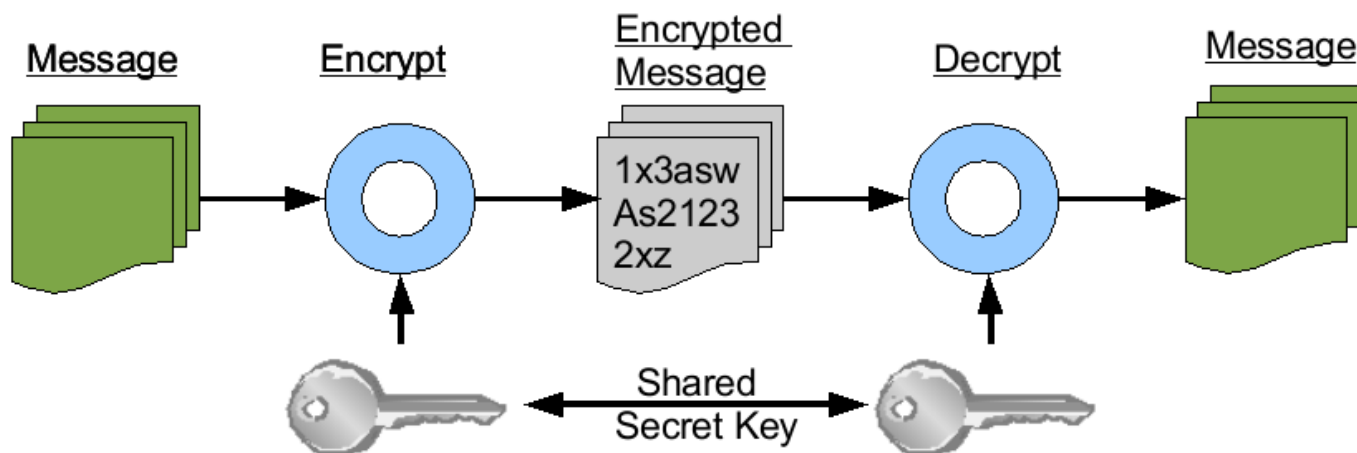 Message
Encrypt
Encrypted
Message
Decrypt
Message
1x3asw
As2123
2xz
Shared
Secret Key